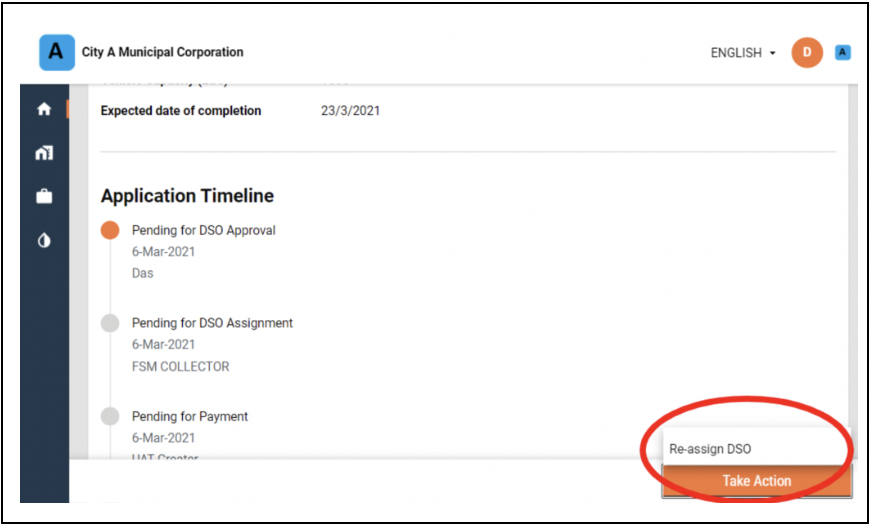 A
City A Municipal Corporation
ENGLISH
D
A
Expected date of completion 23/3/2021
Application Timeline
Pending for DSO Approval
6-Mar-2021
Das
Pending for DSO Assignment
6-Mar-2021
FSM COLLECTOR
Pending for Payment
6-Mar-2021
UAT Creator
Re-assign DSO
Take Action